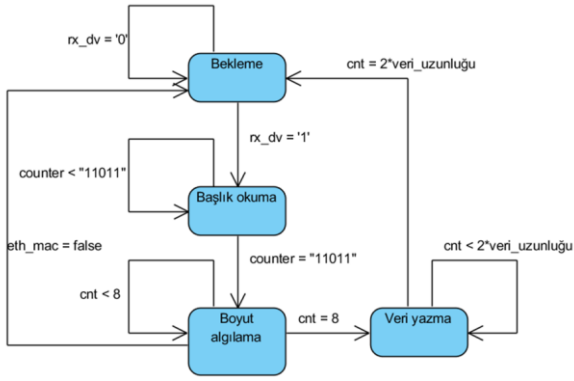 rx_dv = '0'
Bekleme
cnt = 2*veri_uzunluğu
rx_dv = '1'
counter < "11011"
Başlık okuma
eth_mac = false
counter = "11011"
cnt < 2*veri_uzunluğu
cnt < 8
Boyut
algılama
cnt = 8
Veri yazma